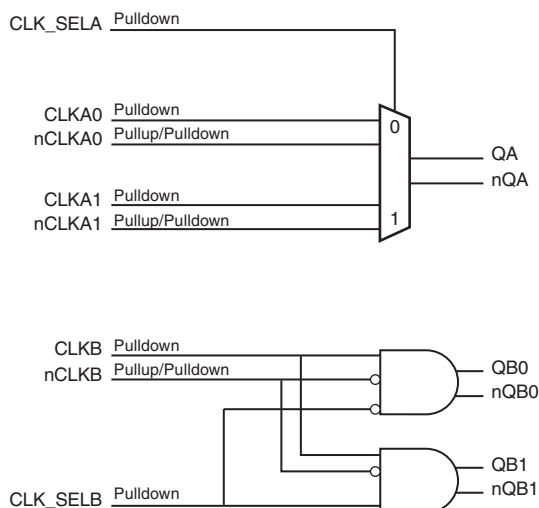 CLK_SELA Pulldown
CLKA0 Pulldown
nCLKA0 Pullup/Pulldown
0
QA
nQA
CLKA1 Pulldown
nCLKA1 Pullup/Pulldown
1
CLKB Pulldown
nCLKB Pullup/Pulldown
QB0
nQB0
QB1
nQB1
CLK_SELB Pulldown